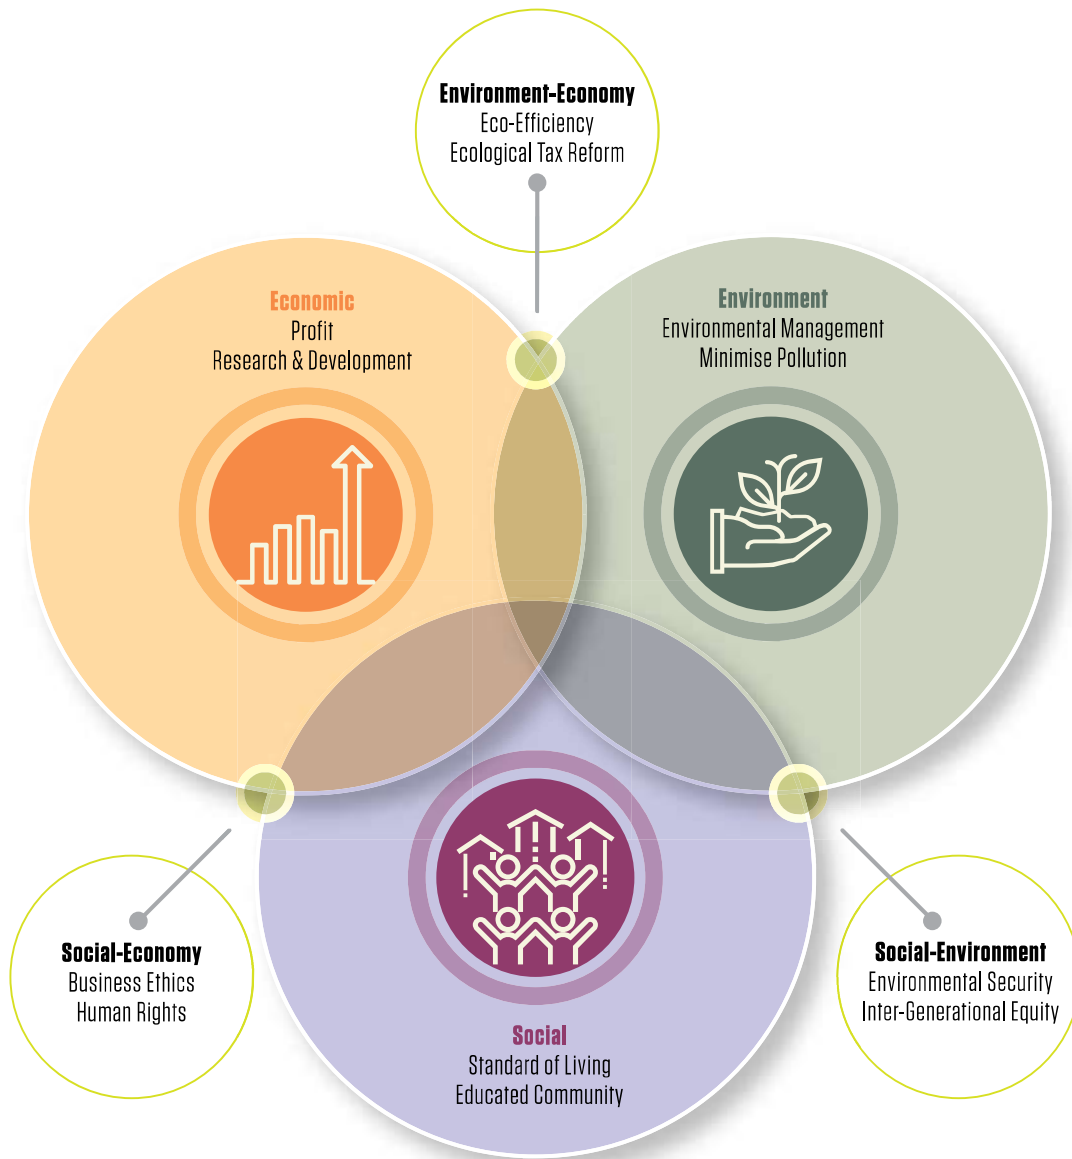 Environment-Economy
Eco-Efficiency
Ecological Tax Reform
Economic
Profit
Research & Development
Environment
Environmental Management
Minimise Pollution
Social-Economy
Business Ethics
Human Rights
Social-Environment
Environmental Security
Inter-Generational Equity
Social
Standard of Living
Educated Community